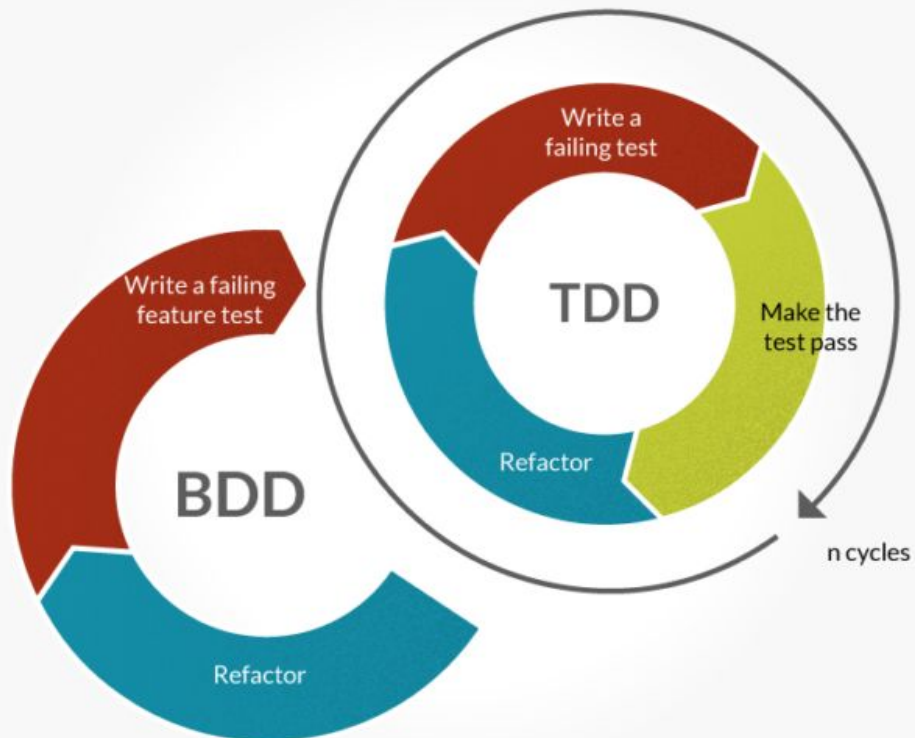 Write a
failing test
TDD
Make the
test pass
Refactor
n cycles
Write a failing
feature test
BDD
Refactor